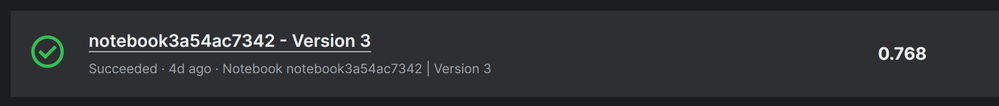 notebook3a54ac7342 - Version 3
0.768
Succeeded · 4d ago · Notebook notebook3a54ac7342 | Version 3